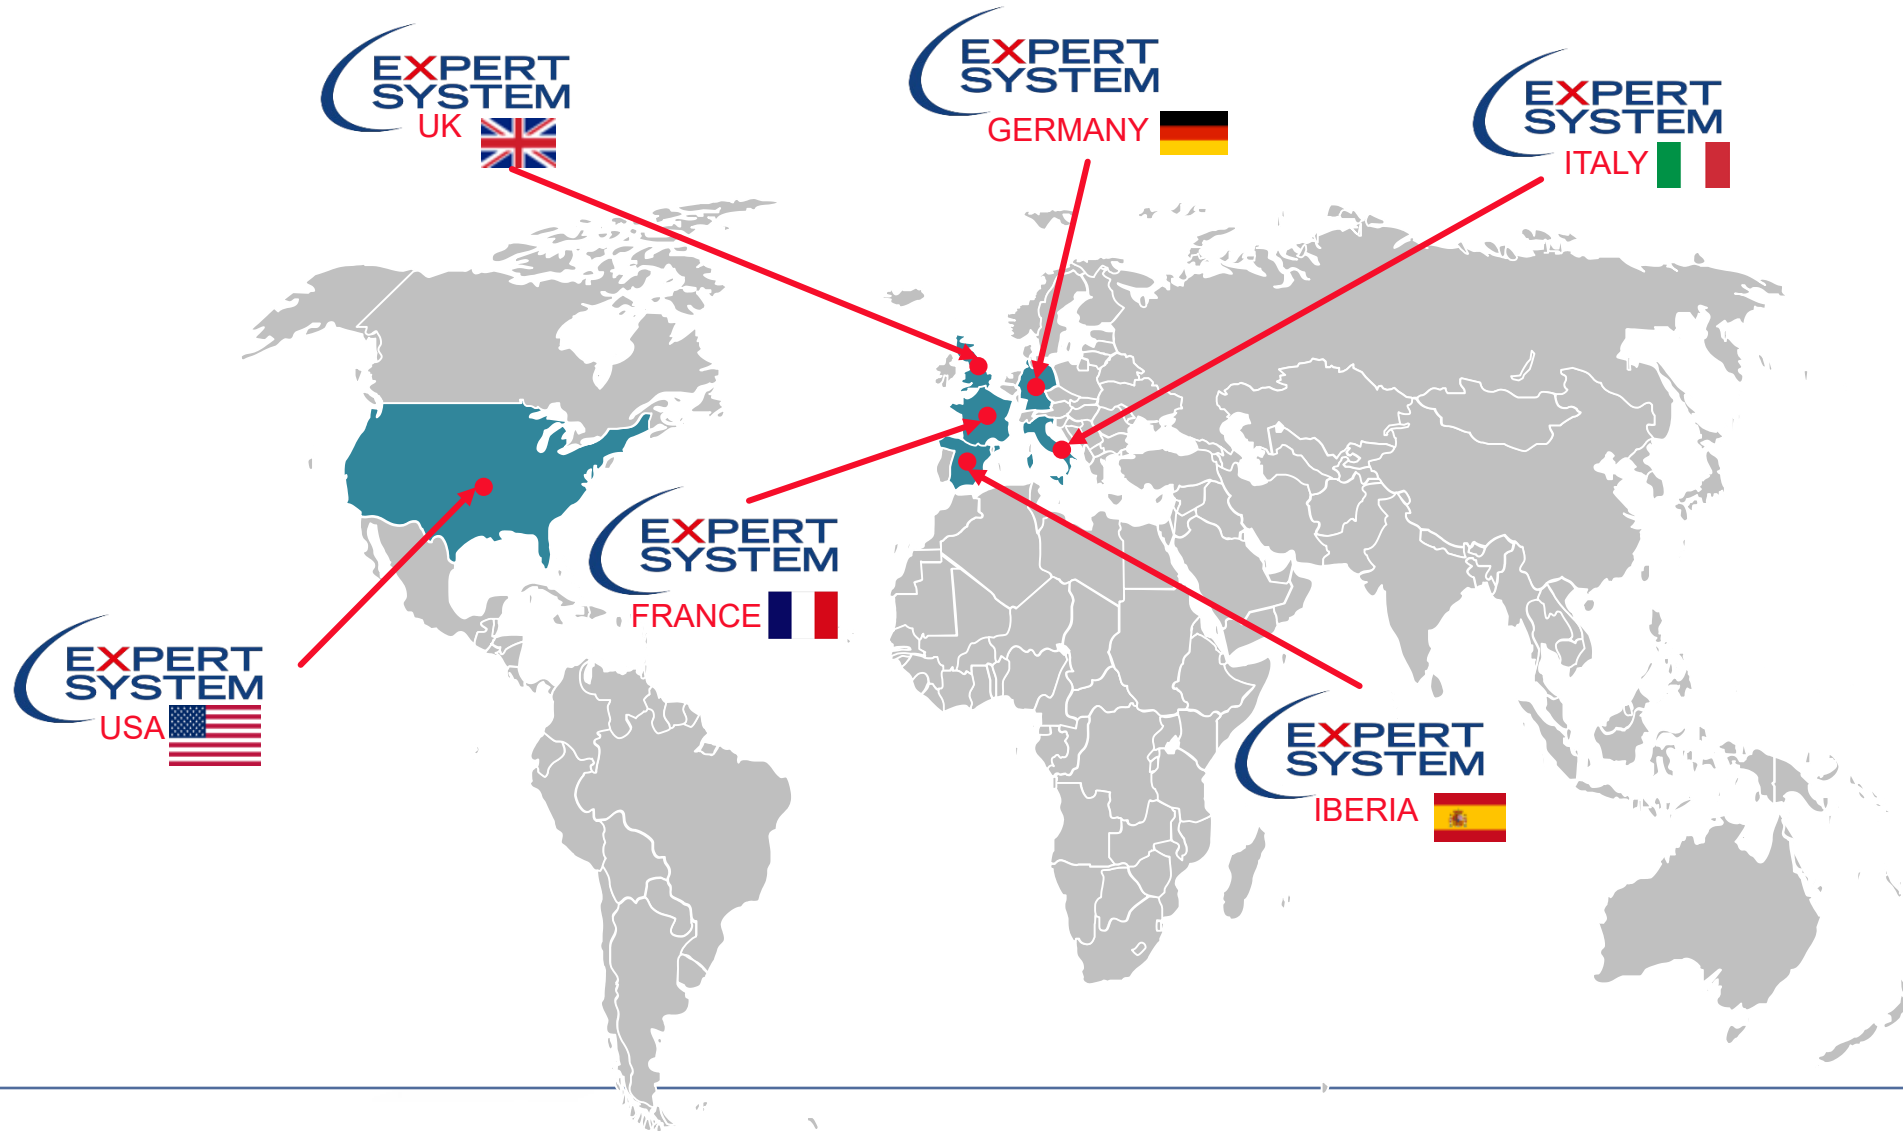 EXPERT
SYSTEM
UK
EXPERT
SYSTEM
GERMANY
EXPERT
SYSTEM
ITALY
EXPERT
SYSTEM
FRANCE
EXPERT
SYSTEM
USA
EXPERT
SYSTEM
IBERIA